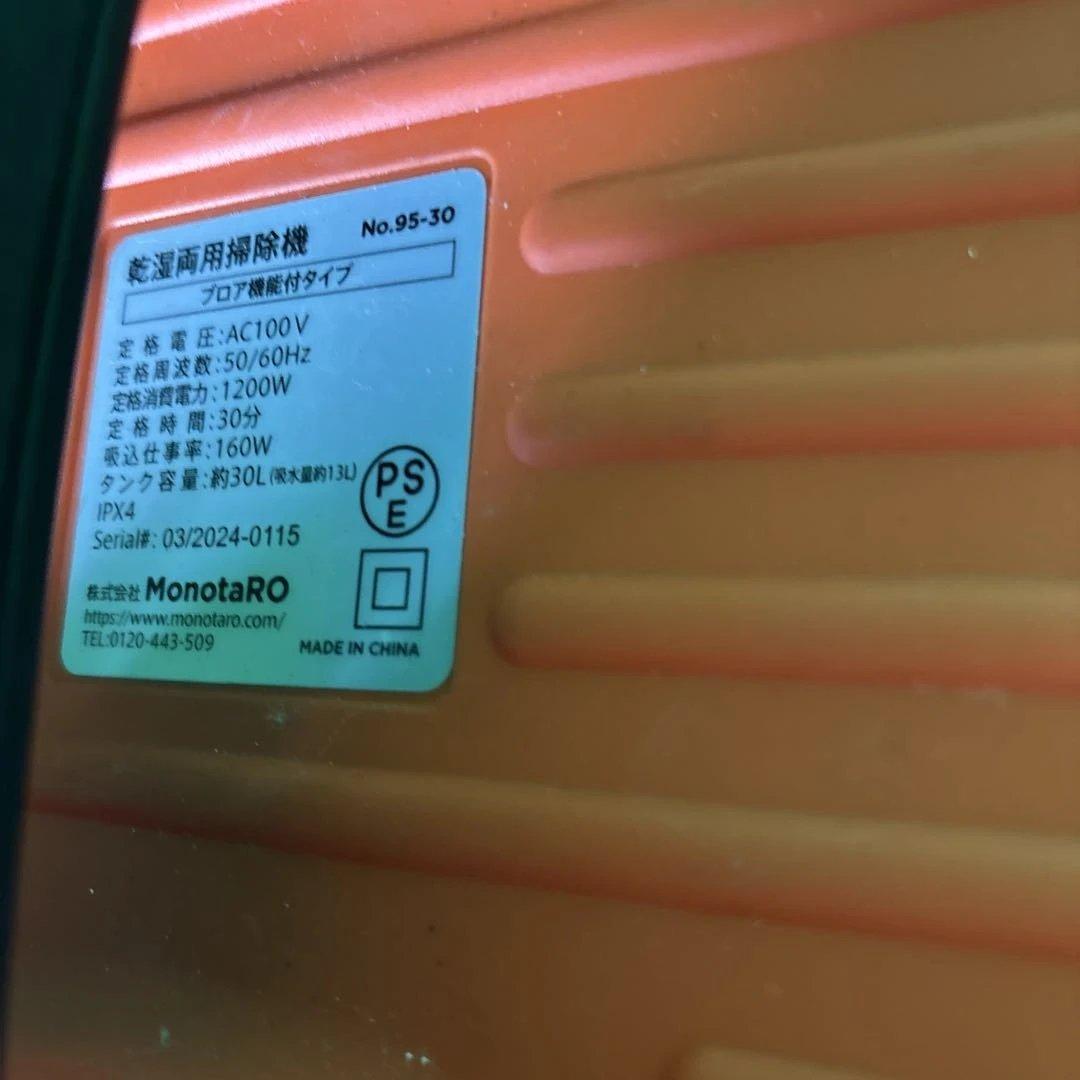 乾湿両用掃除機 No.95-30
ブロア機能付タイプ
定格電圧:AC100V
定格周波数:50/60Hz
定格消費電力:1200W
定格時間:30分
吸込仕事率:160W
タンク容量:約30L(吸水量約13L)
IPX4
Serial#: 03/2024-0115
PS
E
株式会社 MonotaRO
https://www.monotaro.com/
TEL:0120-443-509
MADE IN CHINA